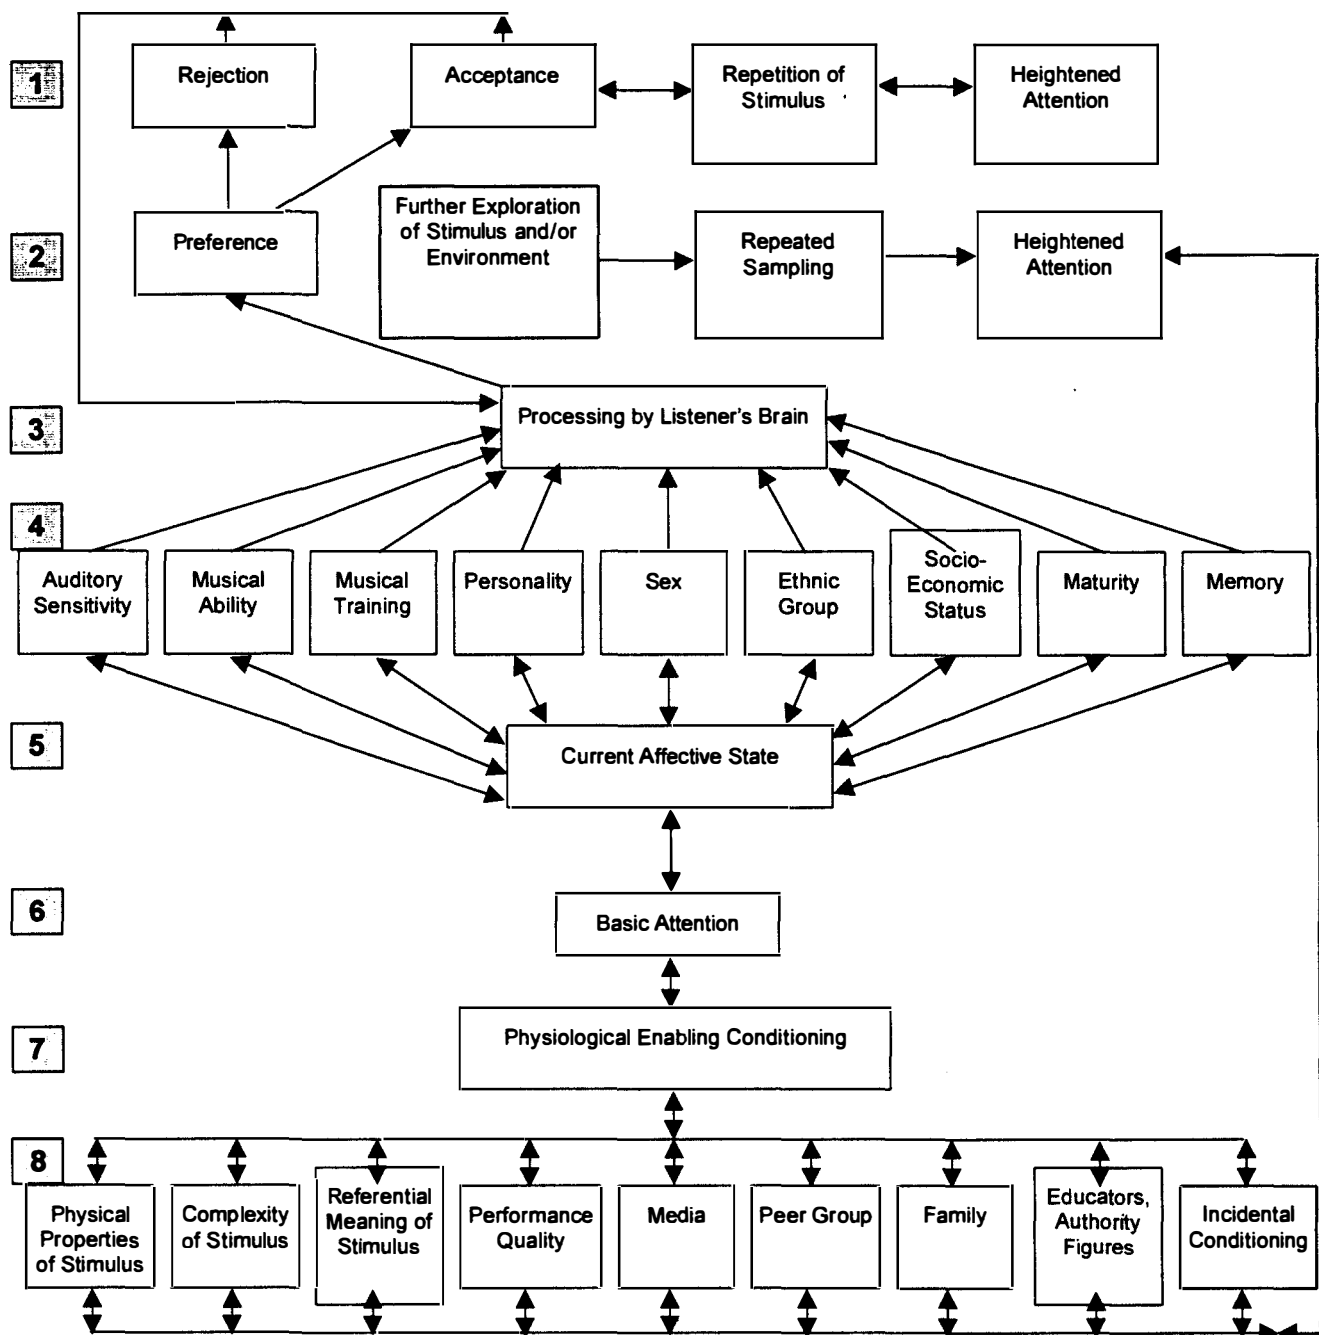 1
Rejection
Acceptance
Repetition of
Stimulus
Heightened
Attention
2
Preference
Further Exploration
of Stimulus and/or
Environment
Repeated
Sampling
Heightened
Attention
3
Processing by Listener's Brain
4
Auditory
Sensitivity
Musical
Ability
Musical
Training
Personality
Sex
Ethnic
Group
Socio-
Economic
Status
Maturity
Memory
5
Current Affective State
6
Basic Attention
7
Physiological Enabling Conditioning
8
Physical
Properties
of Stimulus
Complexity
of Stimulus
Referential
Meaning of
Stimulus
Performance
Quality
Media
Peer Group
Family
Educators,
Authority
Figures
Incidental
Conditioning